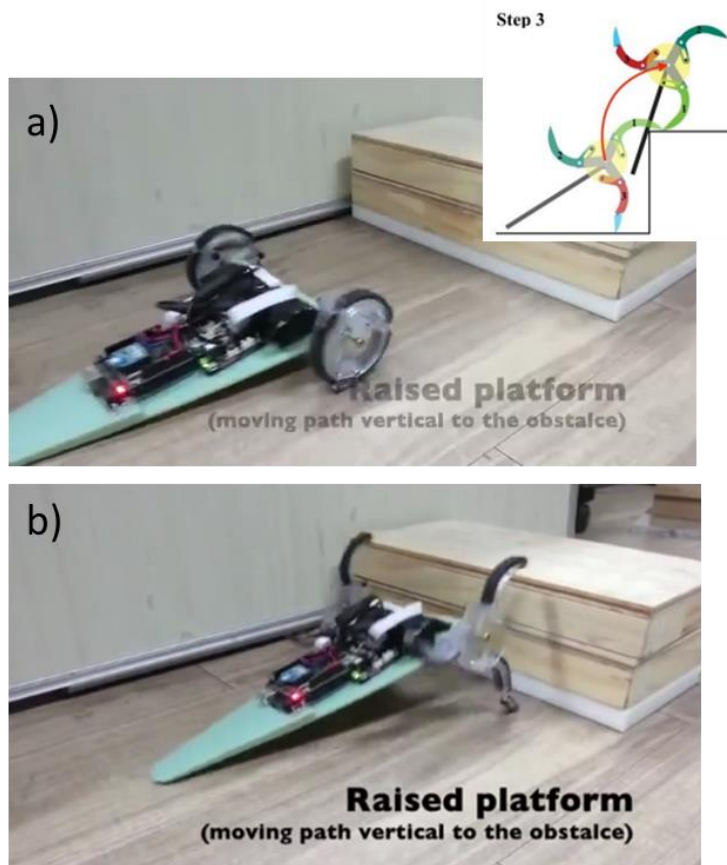 Step 3
a)
Raised platform
(moving path vertical to the obstalce)
b)
Raised platform
(moving path vertical to the obstalce)